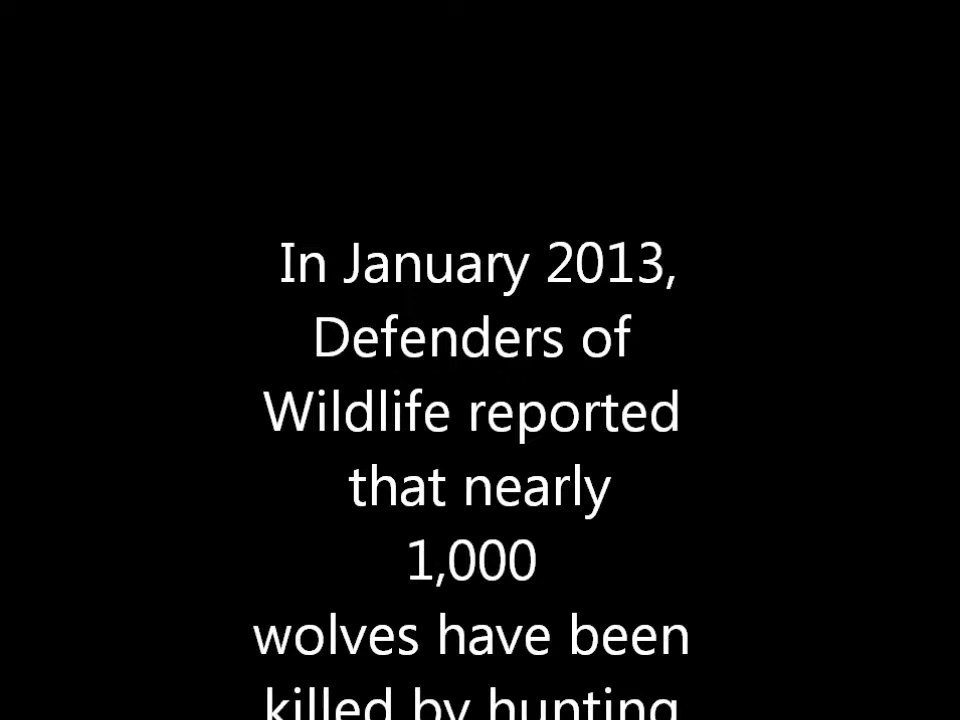 In January 2013,
Defenders of
Wildlife reported
that nearly
1,000
wolves have been
killed by hunting